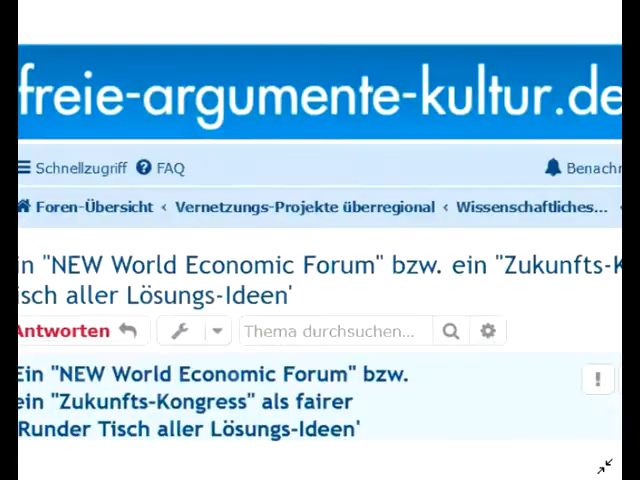 freie-argumente-kultur.de
Schnellzugriff FAQ Benachr
Foren-Übersicht ‹ Vernetzungs-Projekte überregional ‹ Wissenschaftliches... ‹
in "NEW World Economic Forum" bzw. ein "Zukunfts-K
isch aller Lösungs-Ideen'
Antworten Thema durchsuchen...
Ein "NEW World Economic Forum" bzw.
ein "Zukunfts-Kongress" als fairer
'Runder Tisch aller Lösungs-Ideen'